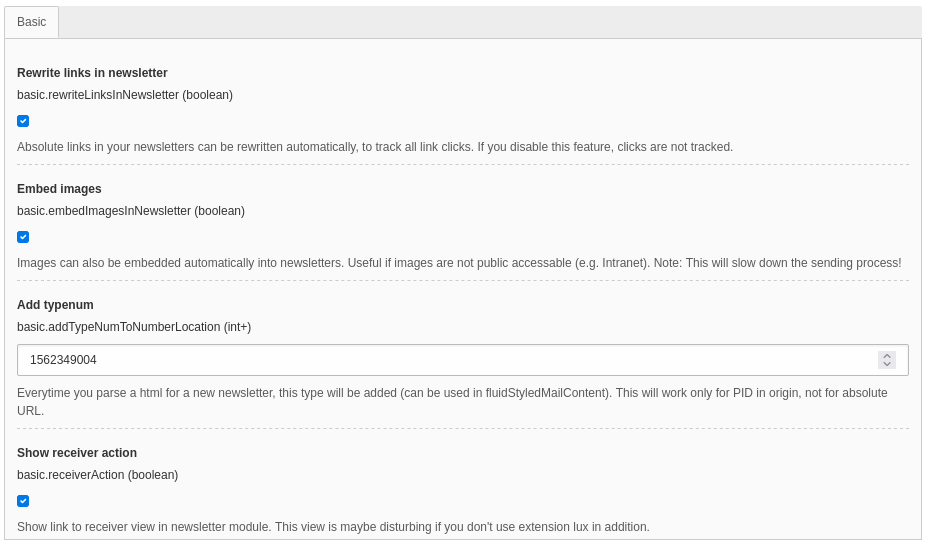 Basic
Rewrite links in newsletter
basic.rewriteLinksInNewsletter (boolean)
Absolute links in your newsletters can be rewritten automatically, to track all link clicks. If you disable this feature, clicks are not tracked.
Embed images
basic.embedImagesInNewsletter (boolean)
Images can also be embedded automatically into newsletters. Useful if images are not public accessable (e.g. Intranet). Note: This will slow down the sending process!
Add typenum
basic.addTypeNumToNumberLocation (int+)
1562349004
Everytime you parse a html for a new newsletter, this type will be added (can be used in fluidStyledMailContent). This will work only for PID in origin, not for absolute
URL.
Show receiver action
basic.receiverAction (boolean)
Show link to receiver view in newsletter module. This view is maybe disturbing if you don't use extension lux in addition.